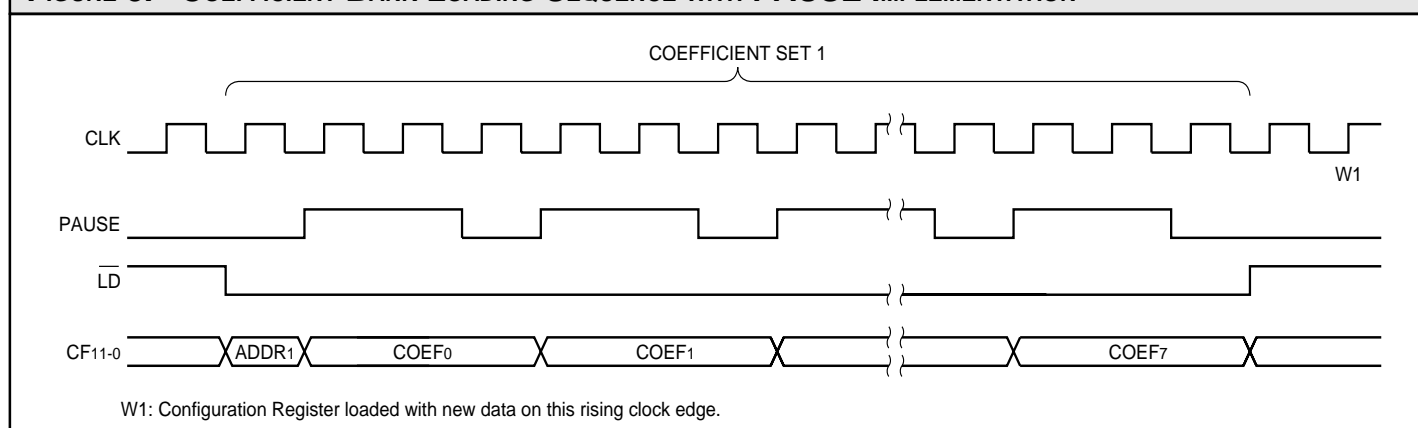 COEFFICIENT SET 1
CLK
W1
PAUSE
LD
CF11-0
ADDR1
COEF0
COEF1
COEF7
W1: Configuration Register loaded with new data on this rising clock edge.